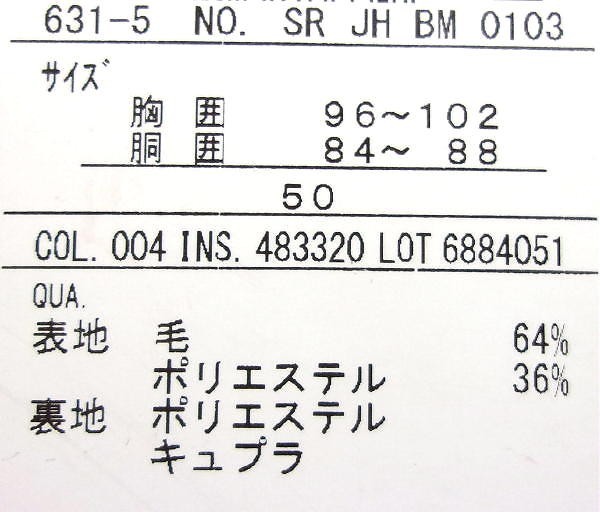 631-5 NO. SR JH BM 0103
サイズ
胸囲 96～102
胴囲 84～ 88
50
COL. 004 INS. 483320 LOT 6884051
QUA.
表地 毛 64%
ポリエステル 36%
裏地 ポリエステル
キュプラ